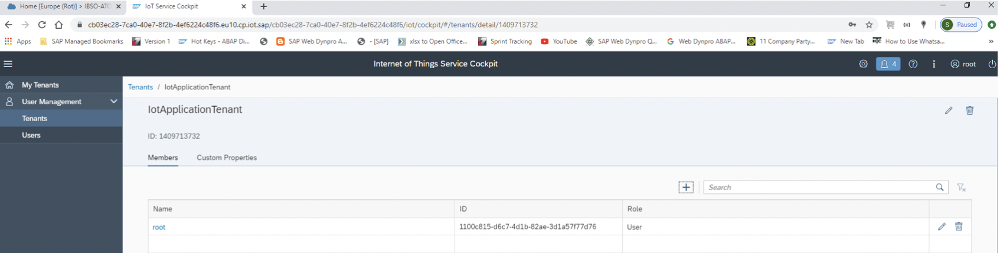 Home [Europe (Rot)] > IBSO-ATC
IoT Service Cockpit
cb03ec28-7ca0-40e7-8f2b-4ef6224c48f6.eu10.cp.iot.sap/cb03ec28-7ca0-40e7-8f2b-4ef6224c48f6/iot/cockpit/#/tenants/detail/1409713732
S Paused
Apps SAP Managed Bookmarks Version 1 Hot Keys - ABAP Di... SAP Web Dynpro A... - [SAP] xlsx to Open Office... Sprint Tracking YouTube SAP Web Dynpro Q... Web Dynpro ABAP... 11 Company Party... New Tab How to Use Whatsa... »
Internet of Things Service Cockpit
4
root
My Tenants
User Management
Tenants
Users
Tenants / IotApplicationTenant
IotApplicationTenant
ID: 1409713732
Members Custom Properties
Search
Name ID Role
root 1100c815-d6c7-4d1b-82ae-3d1a57f77d76 User